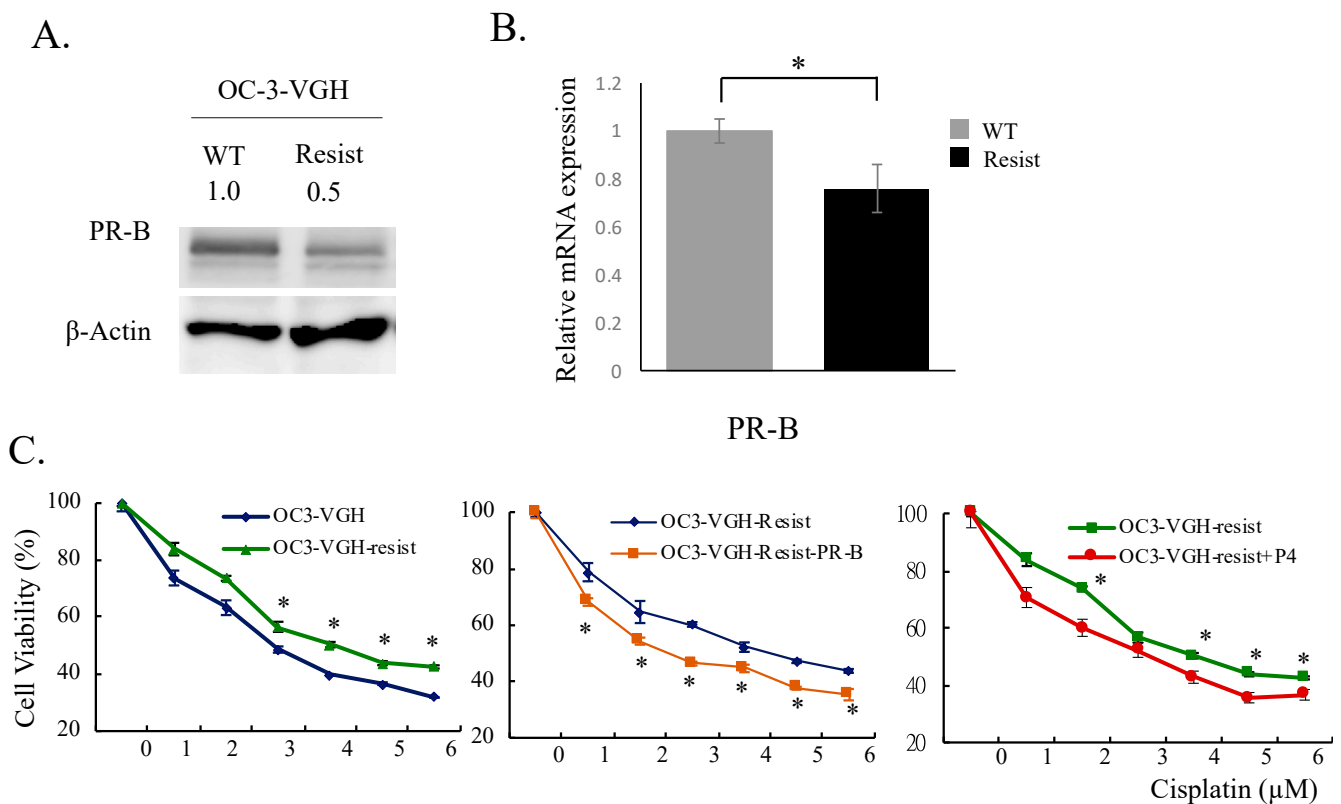 A.
OC-3-VGH
WT Resist
1.0 0.5
PR-B
β-Actin
B.
*
Relative mRNA expression
1.2
1
0.8
0.6
0.4
0.2
0
WT
Resist
PR-B
C.
Cell Viability (%)
100
80
60
40
20
OC3-VGH
OC3-VGH-resist
* * * *
0 1 2 3 4 5 6
100
80
60
40
20
OC3-VGH-Resist
OC3-VGH-Resist-PR-B
* * * * * *
0 1 2 3 4 5 6
100
80
60
40
20
OC3-VGH-resist
OC3-VGH-resist+P4
* * * *
0 1 2 3 4 5 6
Cisplatin (µM)